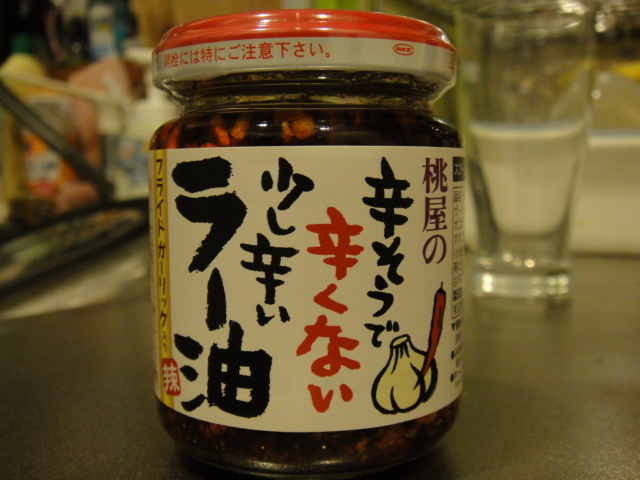 開栓には特にご注意下さい。
NEC
桃屋の
辛そうで
辛くない
少し辛い
ラー油
フライドガーリック入り
辣